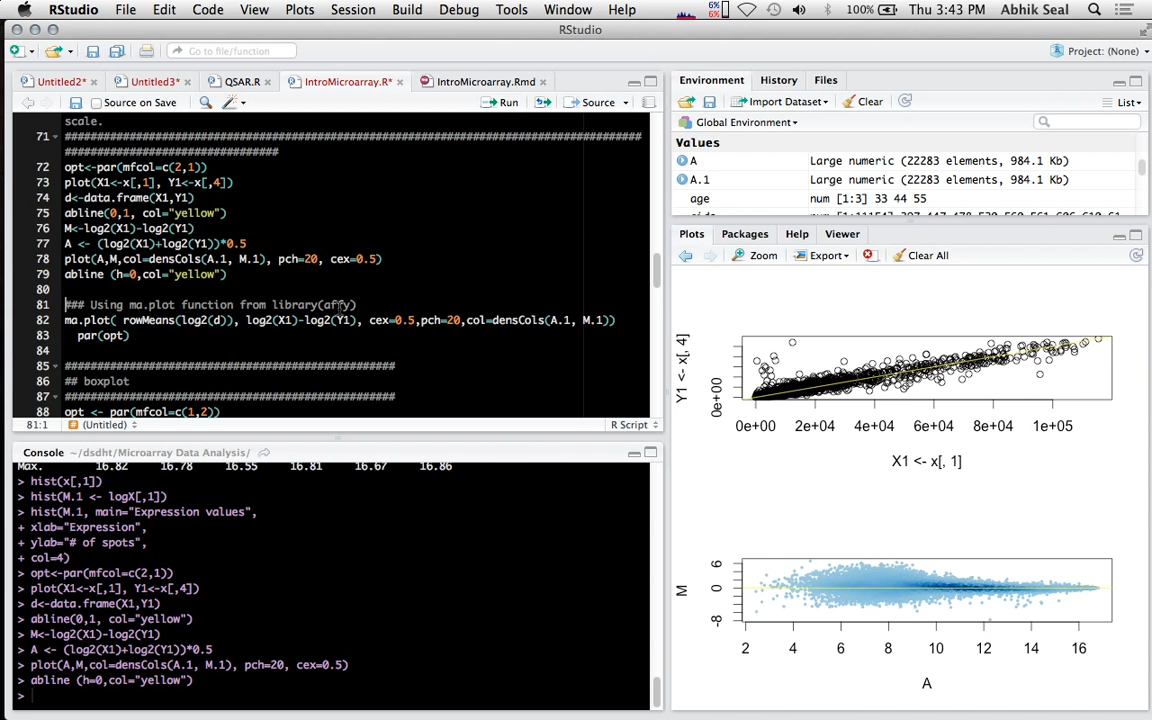 RStudio File Edit Code View Plots Session Build Debug Tools Window Help 6% 6% 100% Thu 3:43 PM Abhik Seal
RStudio
Go to file/function Project: (None)
Untitled2* Untitled3* QSAR.R IntroMicroarray.R* IntroMicroarray.Rmd
Source on Save Run Source
scale.
71 #########################################################################################
#################################
72 opt<-par(mfcol=c(2,1))
73 plot(X1<-x[,1], Y1<-x[,4])
74 d<-data.frame(X1,Y1)
75 abline(0,1, col="yellow")
76 M<-log2(X1)-log2(Y1)
77 A <- (log2(X1)+log2(Y1))*0.5
78 plot(A,M,col=densCols(A.1, M.1), pch=20, cex=0.5)
79 abline (h=0,col="yellow")
80
81 ### Using ma.plot function from library(affy)
82 ma.plot( rowMeans(log2(d)), log2(X1)-log2(Y1), cex=0.5,pch=20,col=densCols(A.1, M.1))
83 par(opt)
84
85 ###################################################
86 ## boxplot
87 ###################################################
88 opt <- par(mfcol=c(1,2))
81:1 (Untitled) R Script
Console ~/dsdht/Microarray Data Analysis/
Max. 16.82 16.78 16.55 16.81 16.67 16.86
> hist(x[,1])
> hist(M.1 <- logX[,1])
> hist(M.1, main="Expression values",
+ xlab="Expression",
+ ylab="# of spots",
+ col=4)
> opt<-par(mfcol=c(2,1))
> plot(X1<-x[,1], Y1<-x[,4])
> d<-data.frame(X1,Y1)
> abline(0,1, col="yellow")
> M<-log2(X1)-log2(Y1)
> A <- (log2(X1)+log2(Y1))*0.5
> plot(A,M,col=densCols(A.1, M.1), pch=20, cex=0.5)
> abline (h=0,col="yellow")
>
Environment History Files
Import Dataset Clear List
Global Environment
Values
A Large numeric (22283 elements, 984.1 Kb)
A.1 Large numeric (22283 elements, 984.1 Kb)
age num [1:3] 33 44 55
Plots Packages Help Viewer
Zoom Export Clear All
Y1 <- x[, 4]
0e+00
0e+00 2e+04 4e+04 6e+04 8e+04 1e+05
X1 <- x[, 1]
M
6
0
-8
2 4 6 8 10 12 14 16
A